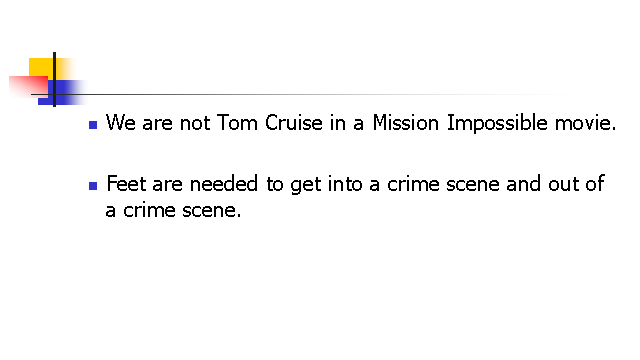 We are not Tom Cruise in a Mission Impossible movie.
Feet are needed to get into a crime scene and out of
a crime scene.